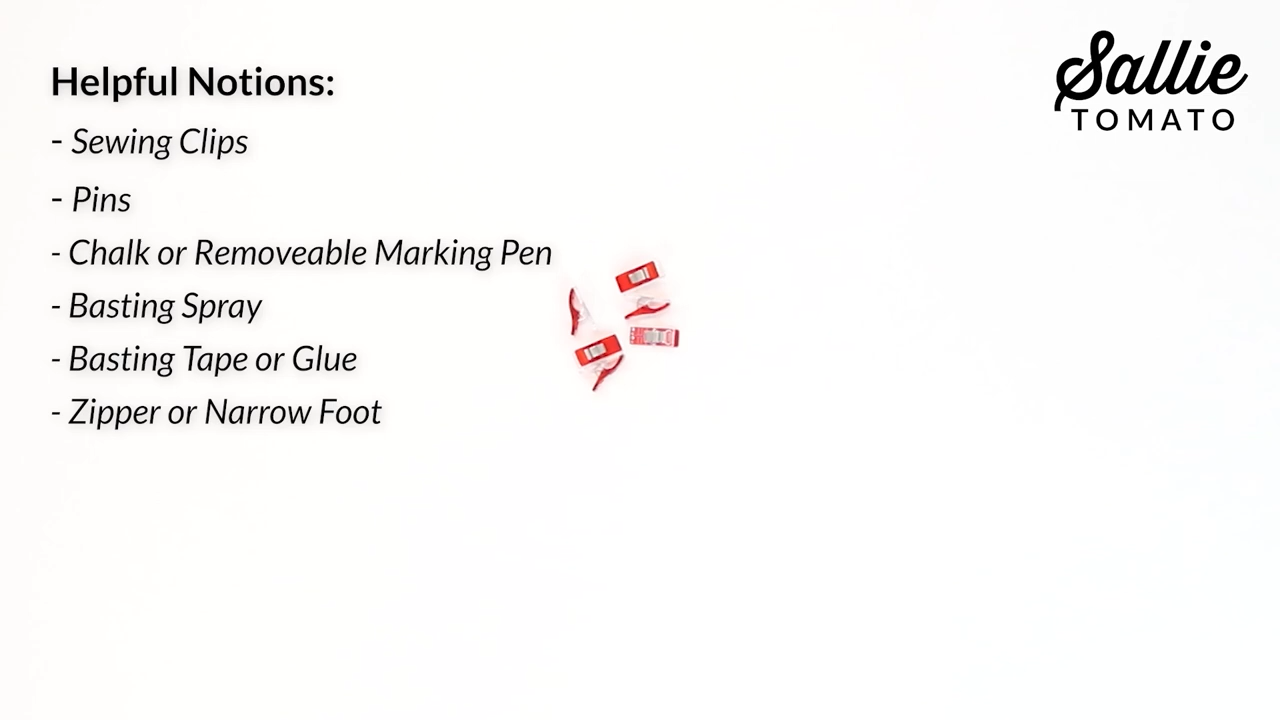 Helpful Notions:
- Sewing Clips
- Pins
- Chalk or Removeable Marking Pen
- Basting Spray
- Basting Tape or Glue
- Zipper or Narrow Foot
Sallie
TOMATO